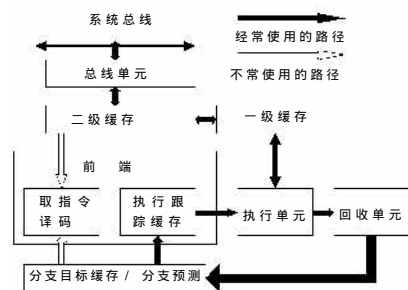 系统总线
经常使用的路径
总线单元
不常使用的路径
二级缓存
一级缓存
前端
取指令
译码
执行跟
踪缓存
执行单元
回收单元
分支目标缓存/分支预测